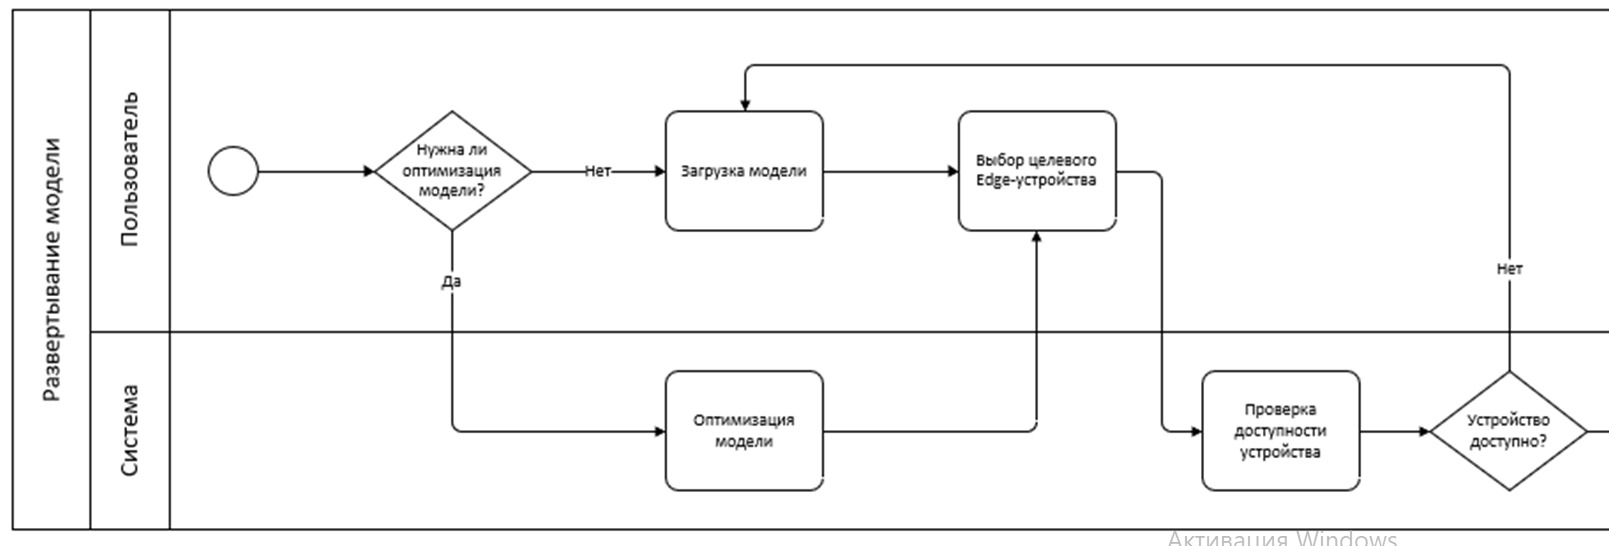 Развертывание модели
Пользователь
Нужна ли
оптимизация
модели?
Нет
Загрузка модели
Выбор целевого
Edge-устройства
Да
Нет
Система
Оптимизация
модели
Проверка
доступности
устройства
Устройство
доступно?
Активация Windows